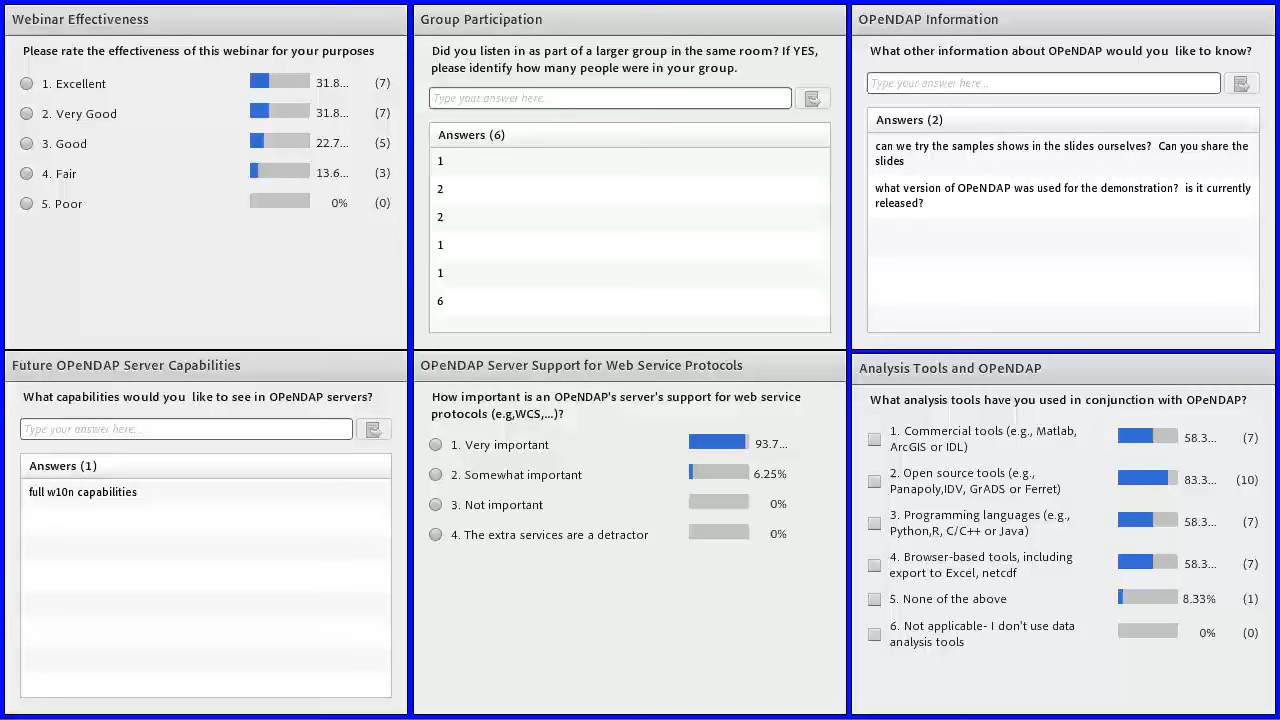 Webinar Effectiveness
Please rate the effectiveness of this webinar for your purposes
1. Excellent 31.8... (7)
2. Very Good 31.8... (7)
3. Good 22.7... (5)
4. Fair 13.6... (3)
5. Poor 0% (0)
Group Participation
Did you listen in as part of a larger group in the same room? If YES,
please identify how many people were in your group.
Type your answer here...
Answers (6)
1
2
2
1
1
6
OPeNDAP Information
What other information about OPeNDAP would you like to know?
Type your answer here...
Answers (2)
can we try the samples shows in the slides ourselves? Can you share the
slides
what version of OPeNDAP was used for the demonstration? is it currently
released?
Future OPeNDAP Server Capabilities
What capabilities would you like to see in OPeNDAP servers?
Type your answer here...
Answers (1)
full w10n capabilities
OPeNDAP Server Support for Web Service Protocols
How important is an OPeNDAP's server's support for web service
protocols (e.g,WCS,...)?
1. Very important 93.7...
2. Somewhat important 6.25%
3. Not important 0%
4. The extra services are a detractor 0%
Analysis Tools and OPeNDAP
What analysis tools have you used in conjunction with OPeNDAP?
1. Commercial tools (e.g., Matlab,
ArcGIS or IDL) 58.3... (7)
2. Open source tools (e.g.,
Panapoly,IDV, GrADS or Ferret) 83.3... (10)
3. Programming languages (e.g.,
Python,R, C/C++ or Java) 58.3... (7)
4. Browser-based tools, including
export to Excel, netcdf 58.3... (7)
5. None of the above 8.33% (1)
6. Not applicable- I don't use data
analysis tools 0% (0)